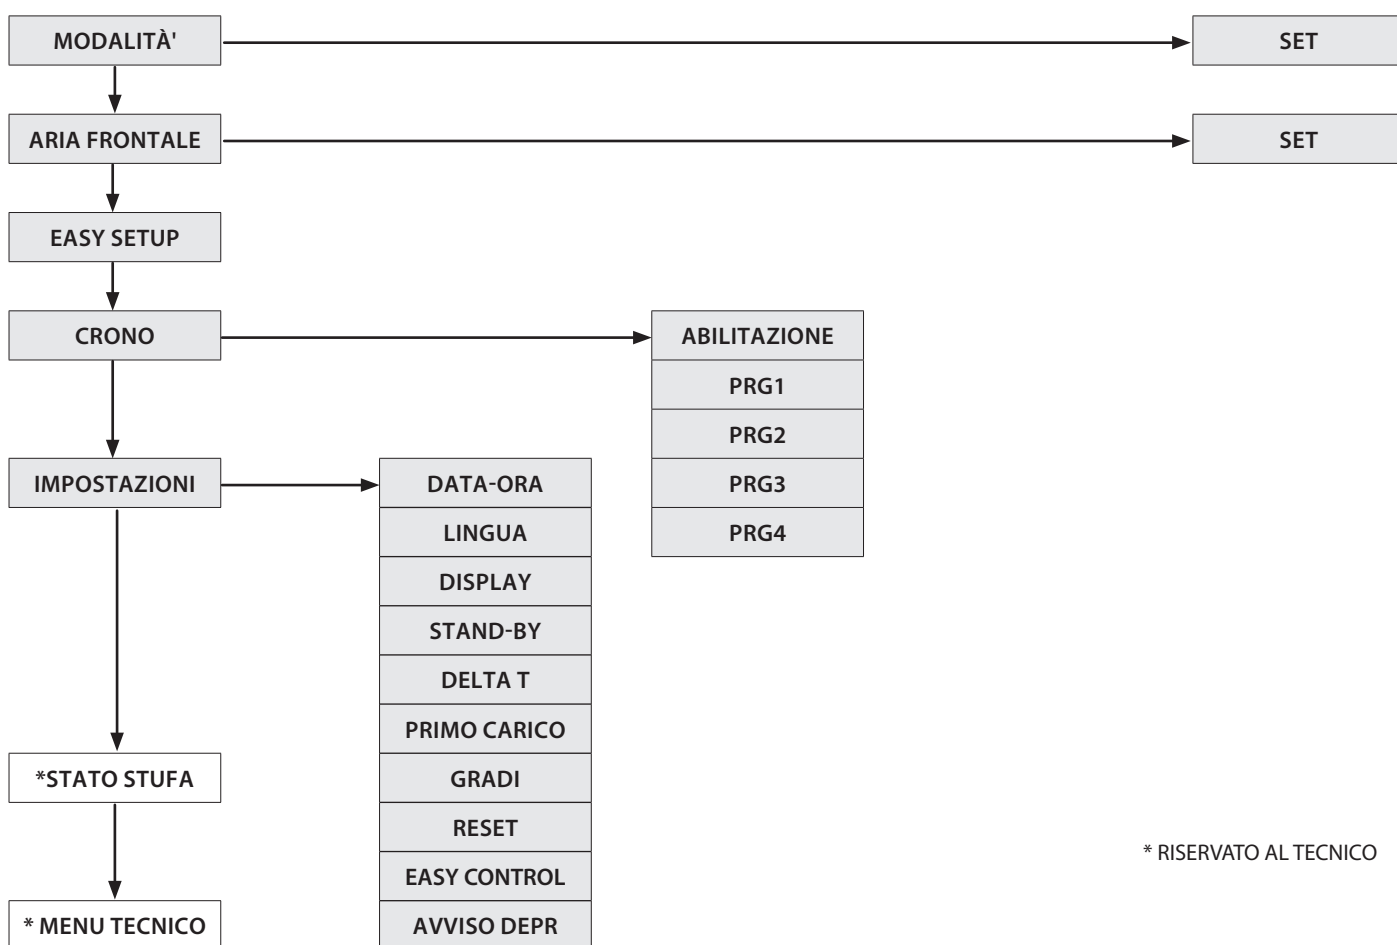 MODALITÀ'
SET
ARIA FRONTALE
SET
EASY SETUP
CRONO
ABILITAZIONE
PRG1
PRG2
PRG3
PRG4
IMPOSTAZIONI
DATA-ORA
LINGUA
DISPLAY
STAND-BY
DELTA T
PRIMO CARICO
GRADI
RESET
EASY CONTROL
AVVISO DEPR
*STATO STUFA
* MENU TECNICO
* RISERVATO AL TECNICO